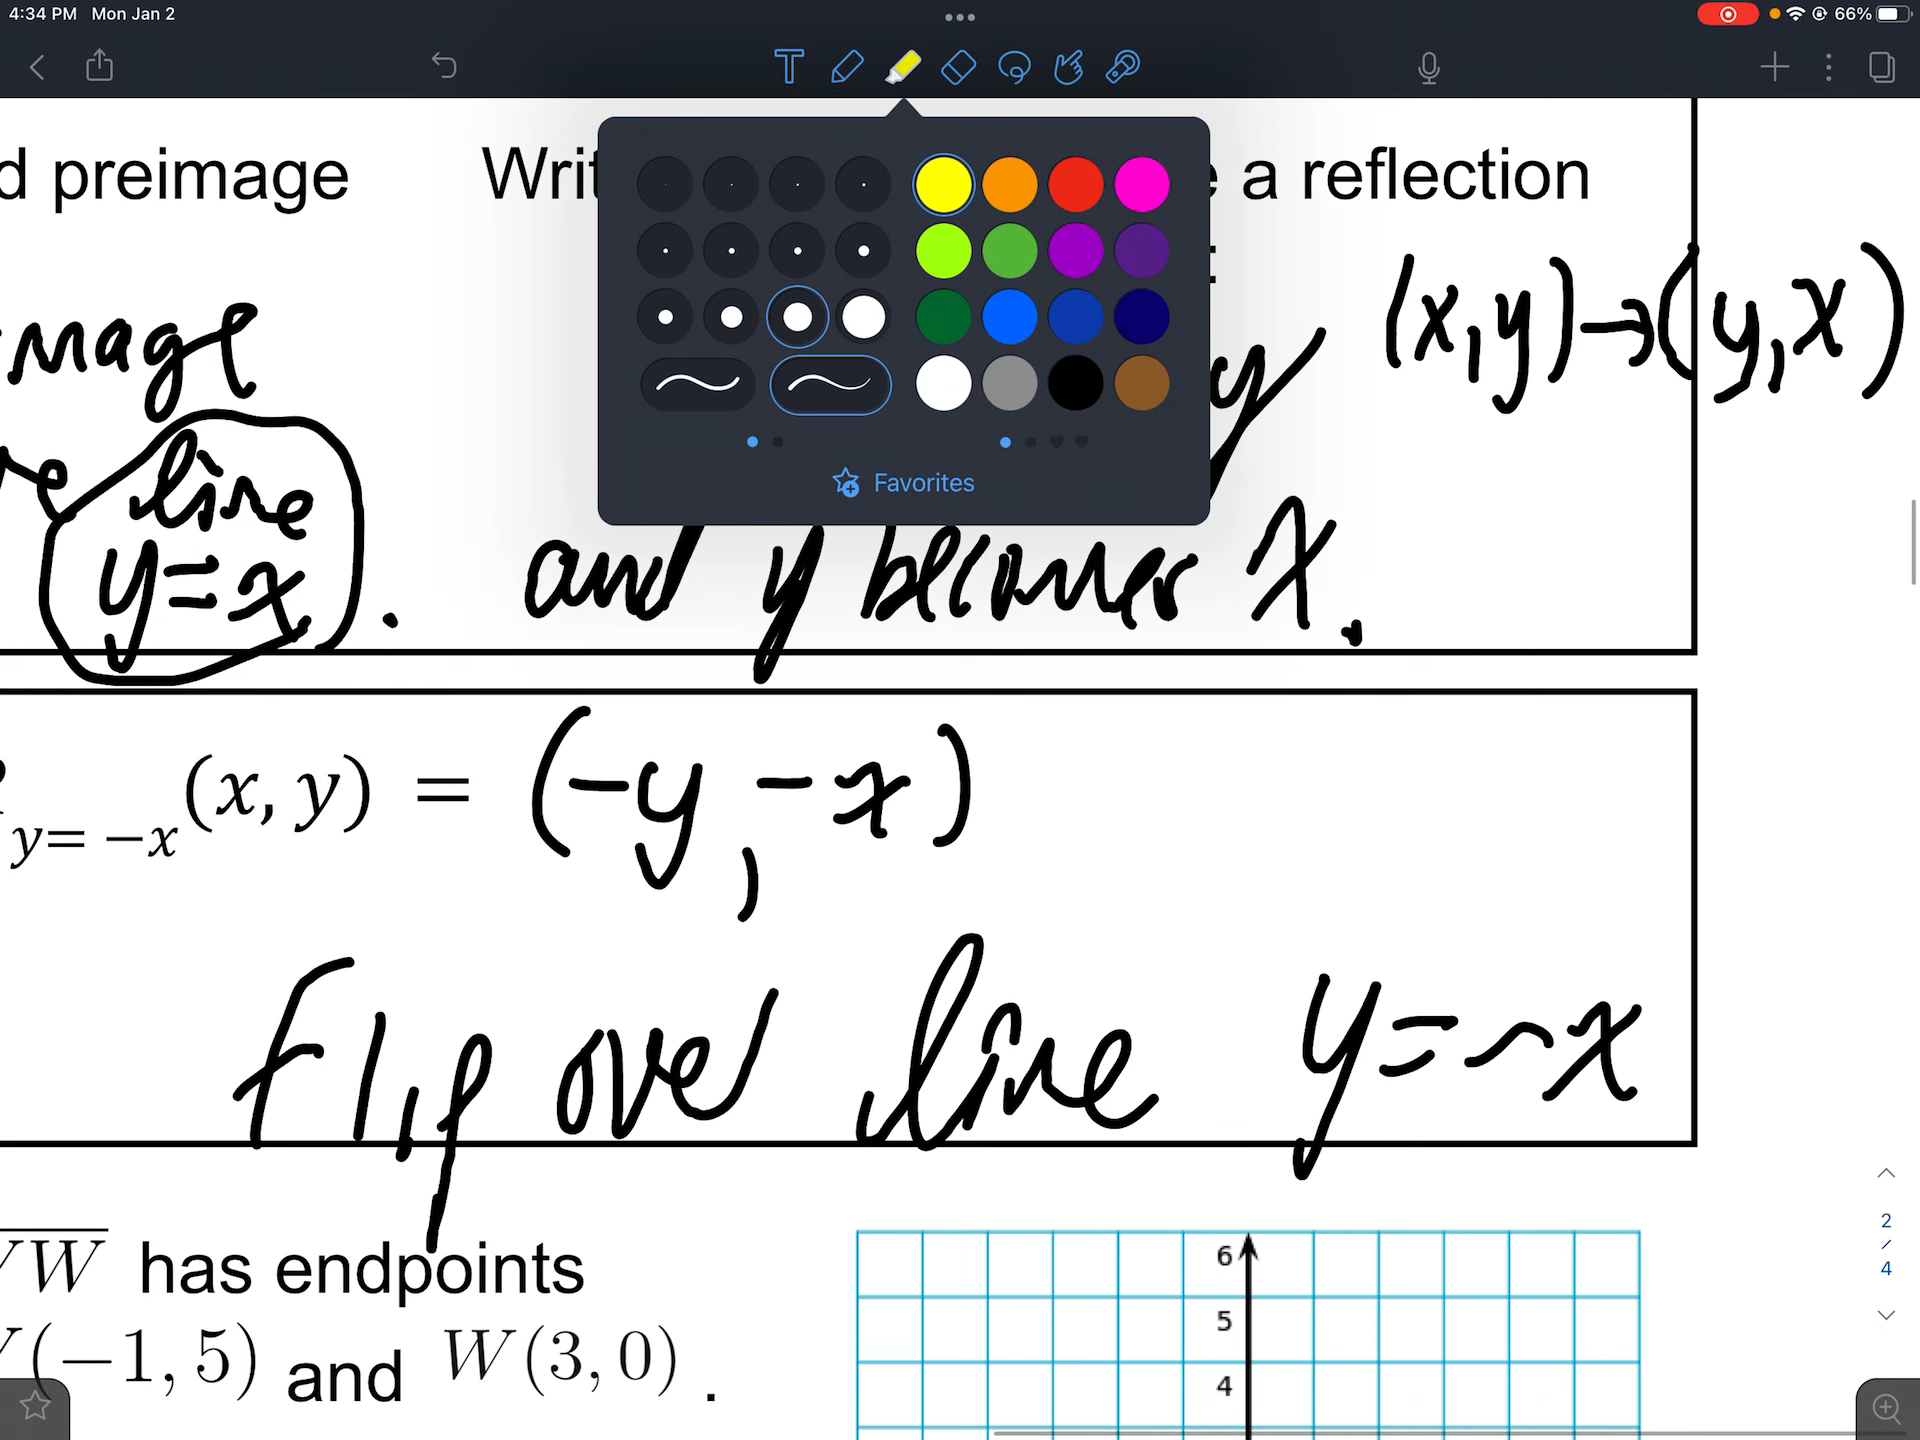 4:34 PM Mon Jan 2
66%
d preimage
Writ
a reflection
(x,y)→(y,x)
mage
line
y
y=x.
Favorites
and y becomes x.
y= -x(x, y) = (-y, -x)
Flip over line y=-x
2
/
4
W has endpoints
(−1, 5) and W(3, 0) .
6
5
4